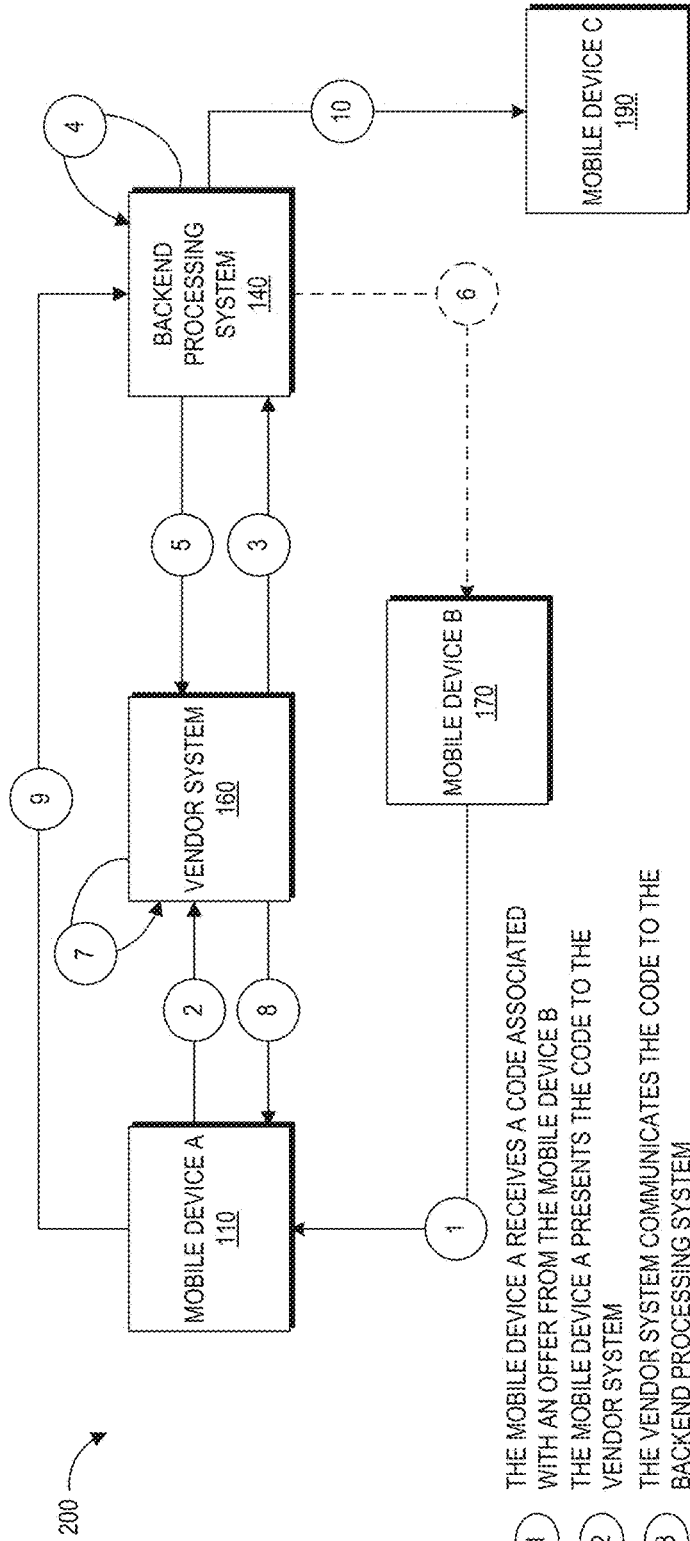 200
9
4
MOBILE DEVICE A
110
2
8
7
VENDOR SYSTEM
160
5
3
BACKEND
PROCESSING
SYSTEM
140
10
1
MOBILE DEVICE B
170
6
MOBILE DEVICE C
190
1 THE MOBILE DEVICE A RECEIVES A CODE ASSOCIATED
WITH AN OFFER FROM THE MOBILE DEVICE B
2 THE MOBILE DEVICE A PRESENTS THE CODE TO THE
VENDOR SYSTEM
3 THE VENDOR SYSTEM COMMUNICATES THE CODE TO THE
BACKEND PROCESSING SYSTEM